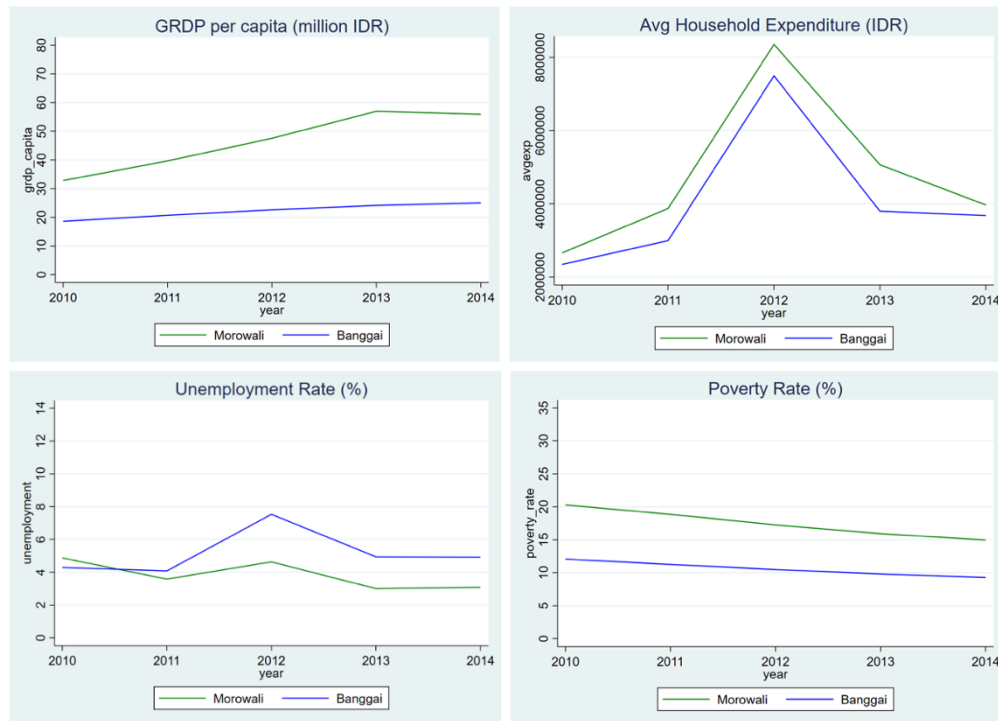 GRDP per capita (million IDR)
grdp_capita
80
70
60
50
40
30
20
10
0
2010 2011 2012 2013 2014
year
Morowali Banggai
Avg Household Expenditure (IDR)
avgexp
8000000
6000000
4000000
2000000
2010 2011 2012 2013 2014
year
Morowali Banggai
Unemployment Rate (%)
unemployment
14
12
10
8
6
4
2
0
2010 2011 2012 2013 2014
year
Morowali Banggai
Poverty Rate (%)
poverty_rate
35
30
25
20
15
10
5
0
2010 2011 2012 2013 2014
year
Morowali Banggai